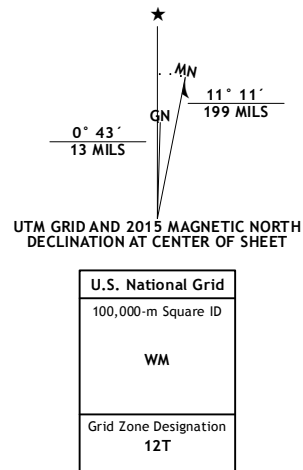 MN
GN
11° 11´
199 MILS
0° 43´
13 MILS
UTM GRID AND 2015 MAGNETIC NORTH
DECLINATION AT CENTER OF SHEET
U.S. National Grid
100,000-m Square ID
WM
Grid Zone Designation
12T